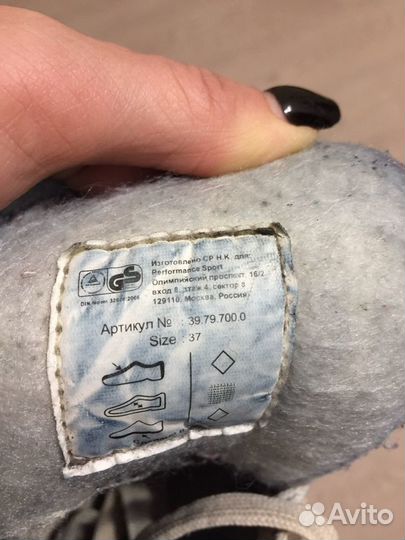 Изготовлено СР Н.К. для:
Performance Sport
Олимпийский проспект 16/2
вход 8, этаж 4, сектор 8
129110, Москва, Россия,
GS
Артикул № : 39.79.700.0
Size : 37
Avito